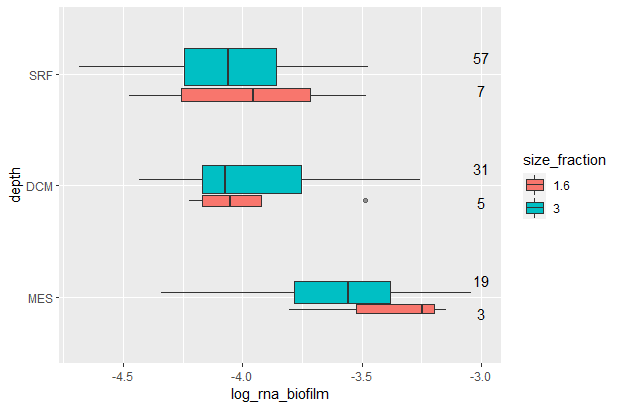 57
SRF
7
size_fraction
31
1.6
depth
DCM
5
3
19
MES
3
-4.5
-4.0
-3.5
-3.0
log_rna_biofilm